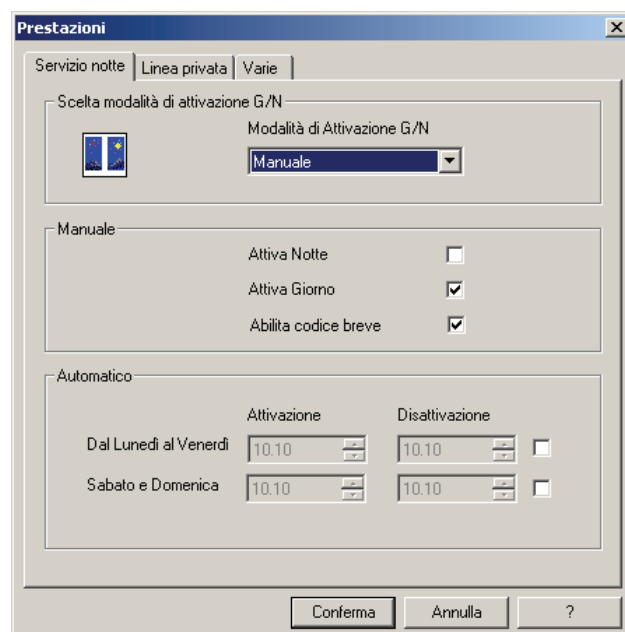 Prestazioni
Servizio notte Linea privata Varie
Scelta modalità di attivazione G/N
Modalità di Attivazione G/N
Manuale
Manuale
Attiva Notte
Attiva Giorno
Abilita codice breve
Automatico
Attivazione Disattivazione
Dal Lunedì al Venerdì 10.10 10.10
Sabato e Domenica 10.10 10.10
Conferma Annulla ?